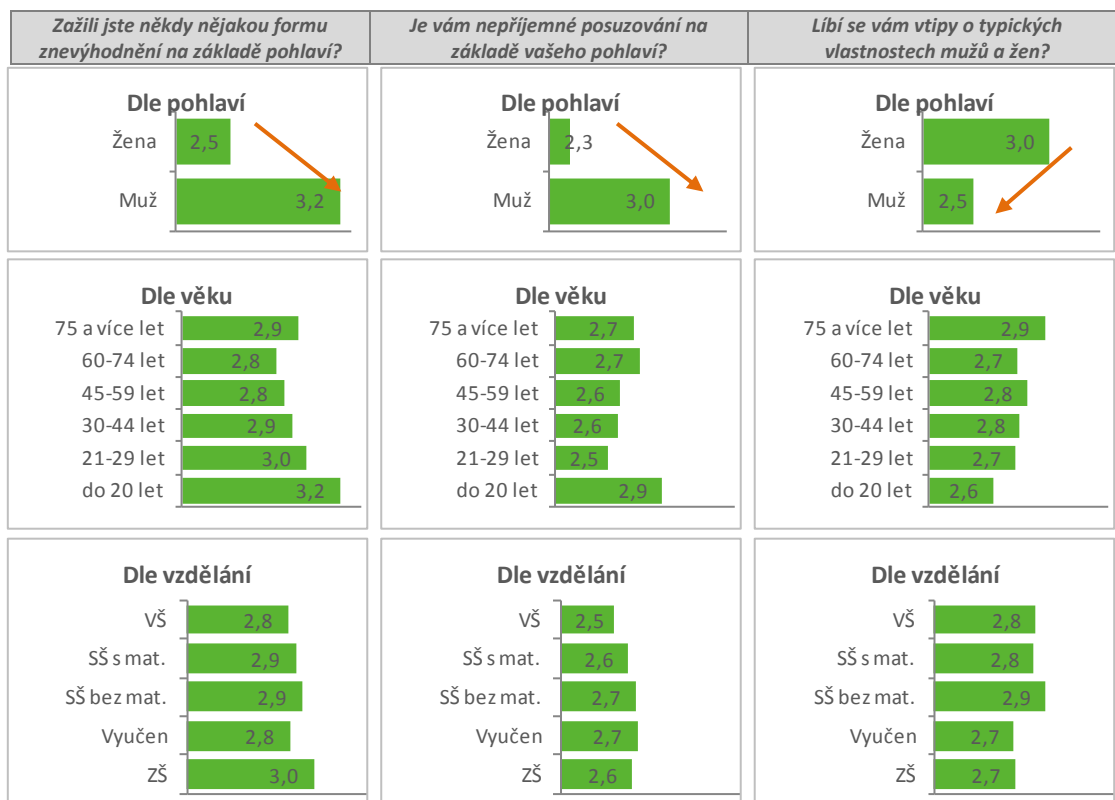 Zažili jste někdy nějakou formu
znevýhodnění na základě pohlaví?
Je vám nepříjemné posuzování na
základě vašeho pohlaví?
Líbí se vám vtipy o typických
vlastnostech mužů a žen?
Dle pohlaví
Žena 2,5
Muž 3,2
Dle pohlaví
Žena 2,3
Muž 3,0
Dle pohlaví
Žena 3,0
Muž 2,5
Dle věku
75 a více let 2,9
60-74 let 2,8
45-59 let 2,8
30-44 let 2,9
21-29 let 3,0
do 20 let 3,2
Dle věku
75 a více let 2,7
60-74 let 2,7
45-59 let 2,6
30-44 let 2,6
21-29 let 2,5
do 20 let 2,9
Dle věku
75 a více let 2,9
60-74 let 2,7
45-59 let 2,8
30-44 let 2,8
21-29 let 2,7
do 20 let 2,6
Dle vzdělání
VŠ 2,8
SŠ s mat. 2,9
SŠ bez mat. 2,9
Vyučen 2,8
ZŠ 3,0
Dle vzdělání
VŠ 2,5
SŠ s mat. 2,6
SŠ bez mat. 2,7
Vyučen 2,7
ZŠ 2,6
Dle vzdělání
VŠ 2,8
SŠ s mat. 2,8
SŠ bez mat. 2,9
Vyučen 2,7
ZŠ 2,7